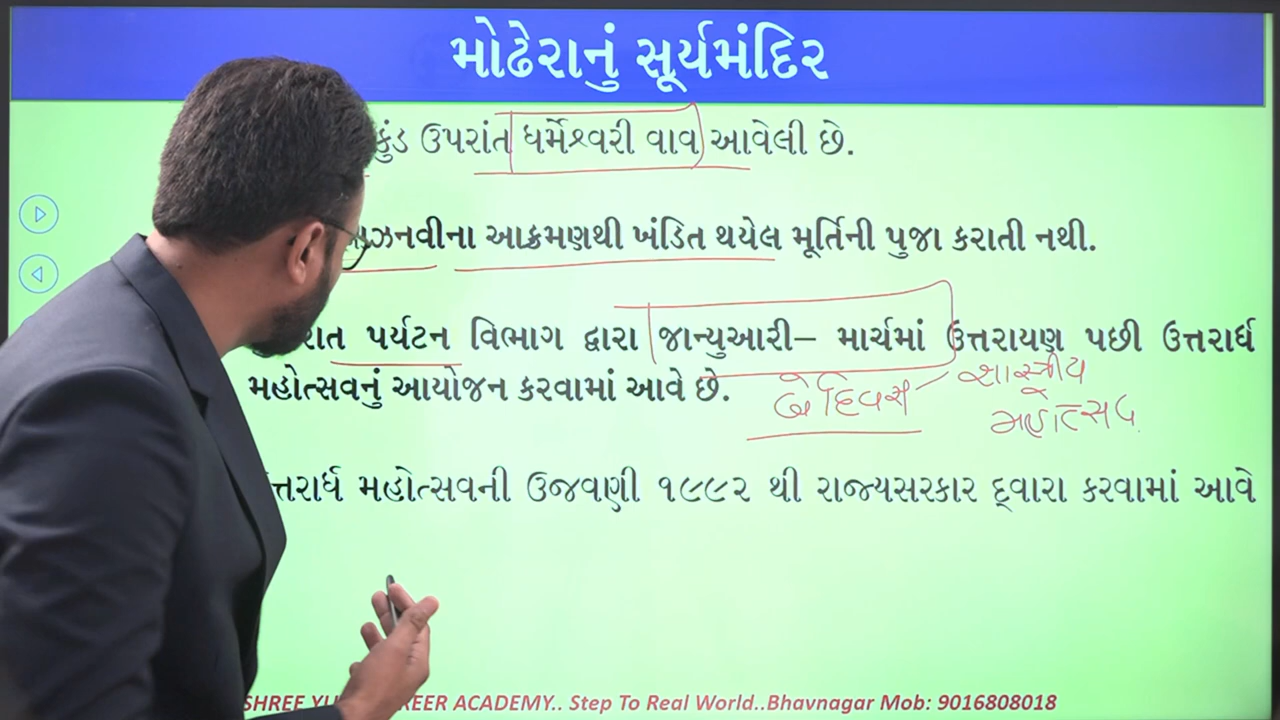 મોઢેરાનું સૂર્યમંદિર
કુંડ ઉપરાંત ધર્મેશ્વરી વાવ આવેલી છે.
ગઝનવીના આક્રમણથી ખંડિત થયેલ મૂર્તિની પુજા કરાતી નથી.
પર્યટન વિભાગ દ્વારા જાન્યુઆરી– માર્ચમાં ઉત્તરાયણ પછી ઉત્તરાર્ધ
મહોત્સવનું આયોજન કરવામાં આવે છે.
બે દિવસ શાસ્ત્રીય
મહોત્સવ
ઉત્તરાર્ધ મહોત્સવની ઉજવણી ૧૯૯૨ થી રાજ્યસરકાર દ્વારા કરવામાં આવે
SHREE ACADEMY.. Step To Real World..Bhavnagar Mob: 9016808018